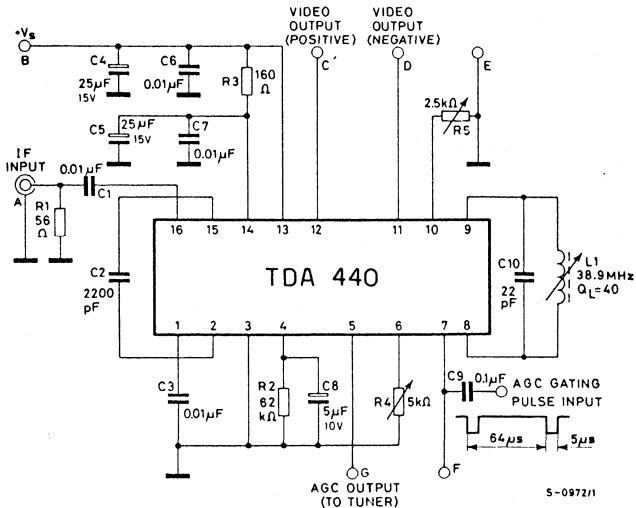 +Vs
B
C4
25µF
15V
C6
0.01µF
R3
160
Ω
VIDEO
OUTPUT
(POSITIVE)
C'
VIDEO
OUTPUT
(NEGATIVE)
D
E
2.5kΩ
R5
C5
25µF
15V
C7
0.01µF
IF
INPUT
A
0.01µF
C1
R1
56
Ω
16 15 14 13 12 11 10 9
TDA 440
1 2 3 4 5 6 7 8
C2
2200
pF
C10
22
pF
L1
38.9MHz
QL=40
C3
0.01µF
R2
62
kΩ
C8
5µF
10V
R4
5kΩ
C9
0.1µF
AGC GATING
PULSE INPUT
64µs
5µs
G
F
AGC OUTPUT
(TO TUNER)
S-0972/1